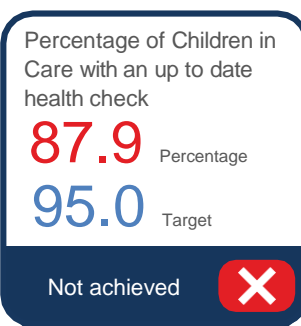 Percentage of Children in
Care with an up to date
health check
87.9 Percentage
95.0 Target
Not achieved